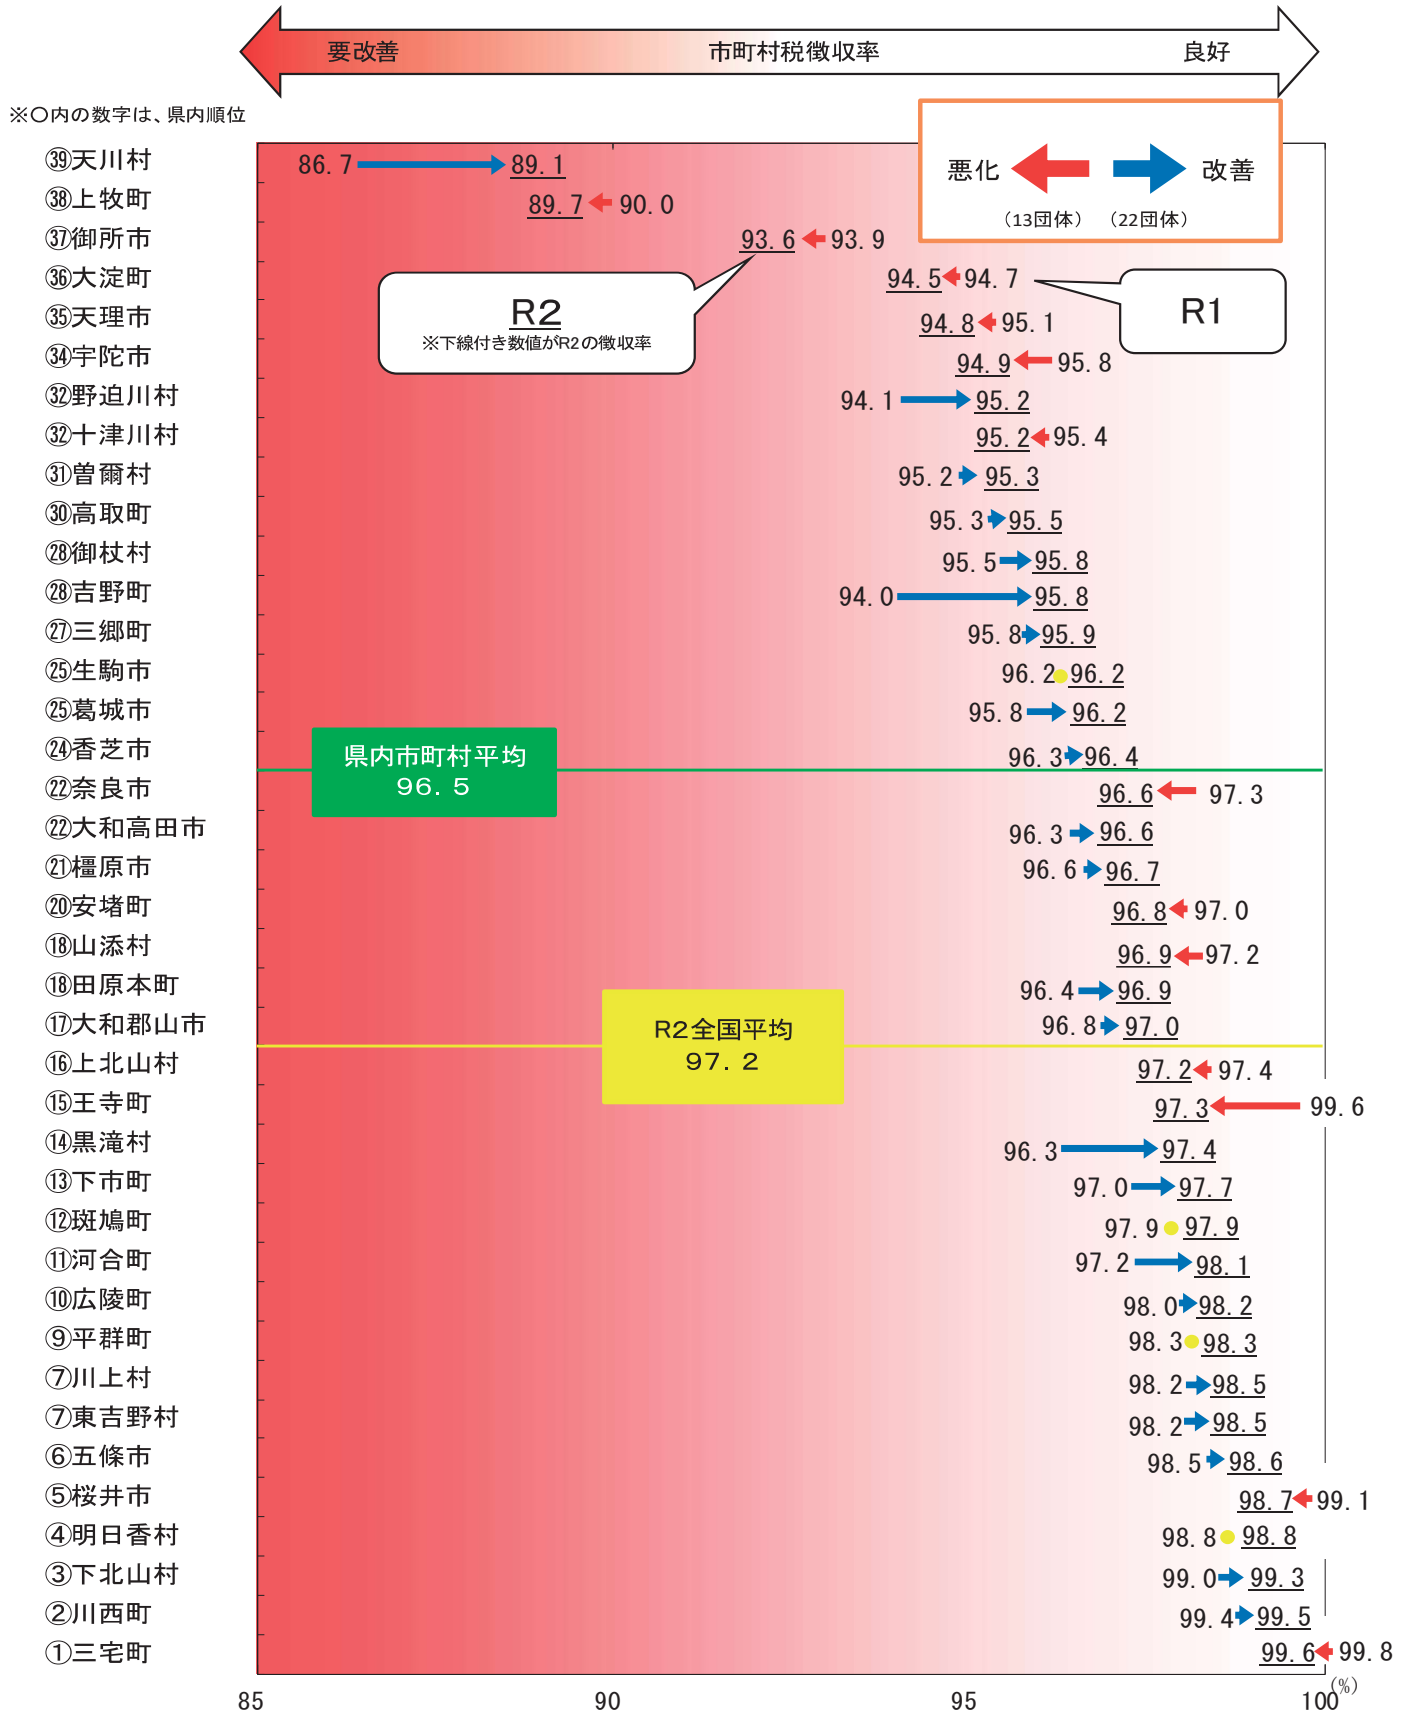 要改善 市町村税徴収率 良好
※〇内の数字は、県内順位
悪化 改善
（13団体）（22団体）
㊴天川村 86.7 89.1
㊳上牧町 89.7 90.0
㊲御所市 93.6 93.9
㊱大淀町 94.5 94.7
R2
※下線付き数値がR2の徴収率
R1
㉟天理市 94.8 95.1
㉞宇陀市 94.9 95.8
㉜野迫川村 94.1 95.2
㉜十津川村 95.2 95.4
㉛曽爾村 95.2 95.3
㉚高取町 95.3 95.5
㉘御杖村 95.5 95.8
㉘吉野町 94.0 95.8
㉗三郷町 95.8 95.9
㉕生駒市 96.2 96.2
㉕葛城市 95.8 96.2
㉔香芝市 96.3 96.4
県内市町村平均
96.5
㉒奈良市 96.6 97.3
㉒大和高田市 96.3 96.6
㉑橿原市 96.6 96.7
⑳安堵町 96.8 97.0
⑱山添村 96.9 97.2
⑱田原本町 96.4 96.9
⑰大和郡山市 96.8 97.0
R2全国平均
97.2
⑯上北山村 97.2 97.4
⑮王寺町 97.3 99.6
⑭黒滝村 96.3 97.4
⑬下市町 97.0 97.7
⑫斑鳩町 97.9 97.9
⑪河合町 97.2 98.1
⑩広陵町 98.0 98.2
⑨平群町 98.3 98.3
⑦川上村 98.2 98.5
⑦東吉野村 98.2 98.5
⑥五條市 98.5 98.6
⑤桜井市 98.7 99.1
④明日香村 98.8 98.8
③下北山村 99.0 99.3
②川西町 99.4 99.5
①三宅町 99.6 99.8
85 90 95 100 (%)